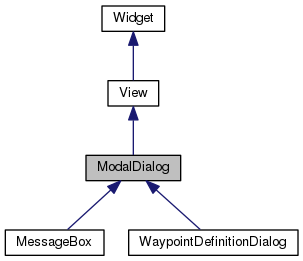 Widget
View
ModalDialog
MessageBox
WaypointDefinitionDialog